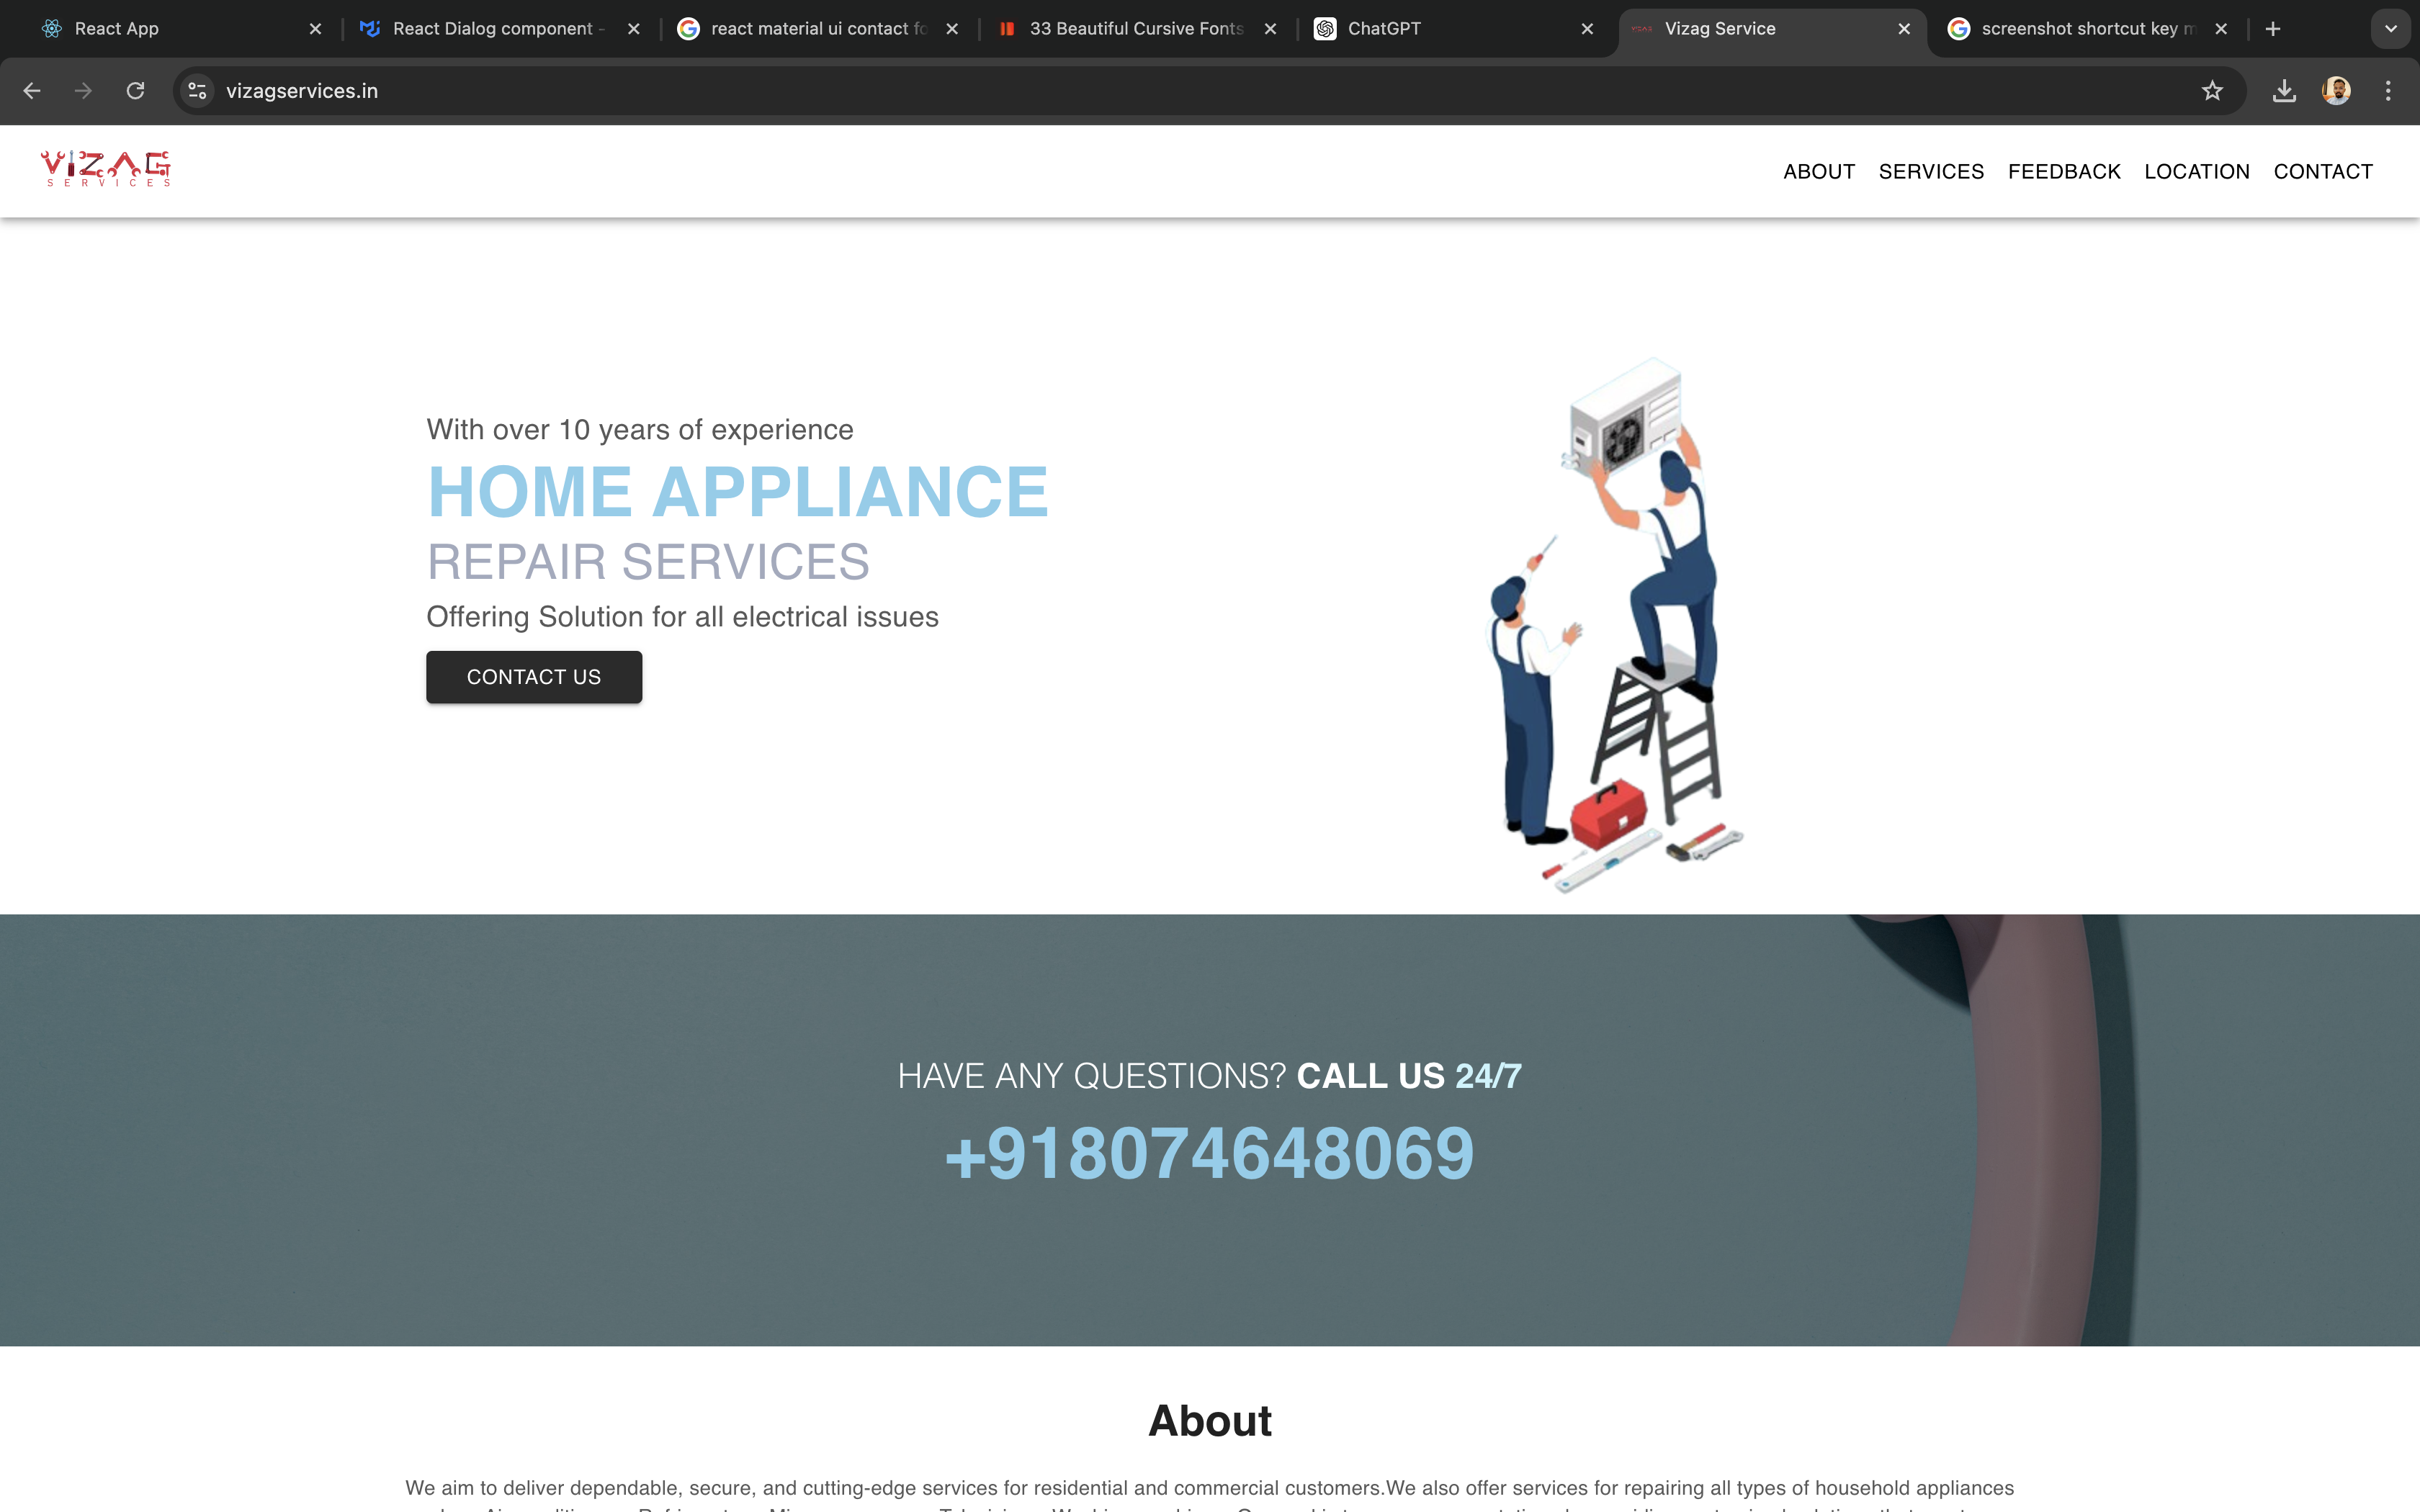 React App
React Dialog component -
react material ui contact fo
33 Beautiful Cursive Fonts
ChatGPT
Vizag Service
screenshot shortcut key m
vizagservices.in
VIZAG
SERVICES
ABOUT SERVICES FEEDBACK LOCATION CONTACT
With over 10 years of experience
HOME APPLIANCE
REPAIR SERVICES
Offering Solution for all electrical issues
CONTACT US
HAVE ANY QUESTIONS? CALL US 24/7
+918074648069
About
We aim to deliver dependable, secure, and cutting-edge services for residential and commercial customers.We also offer services for repairing all types of household appliances